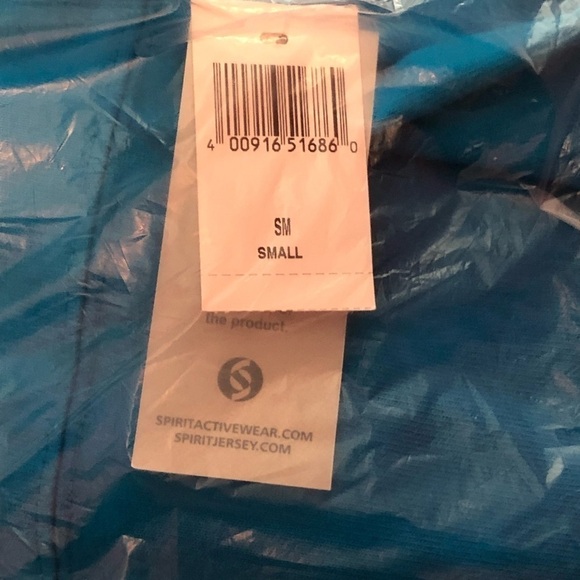 4 00916 51686 0
SM
SMALL
the product.
SPIRITACTIVEWEAR.COM
SPIRITJERSEY.COM